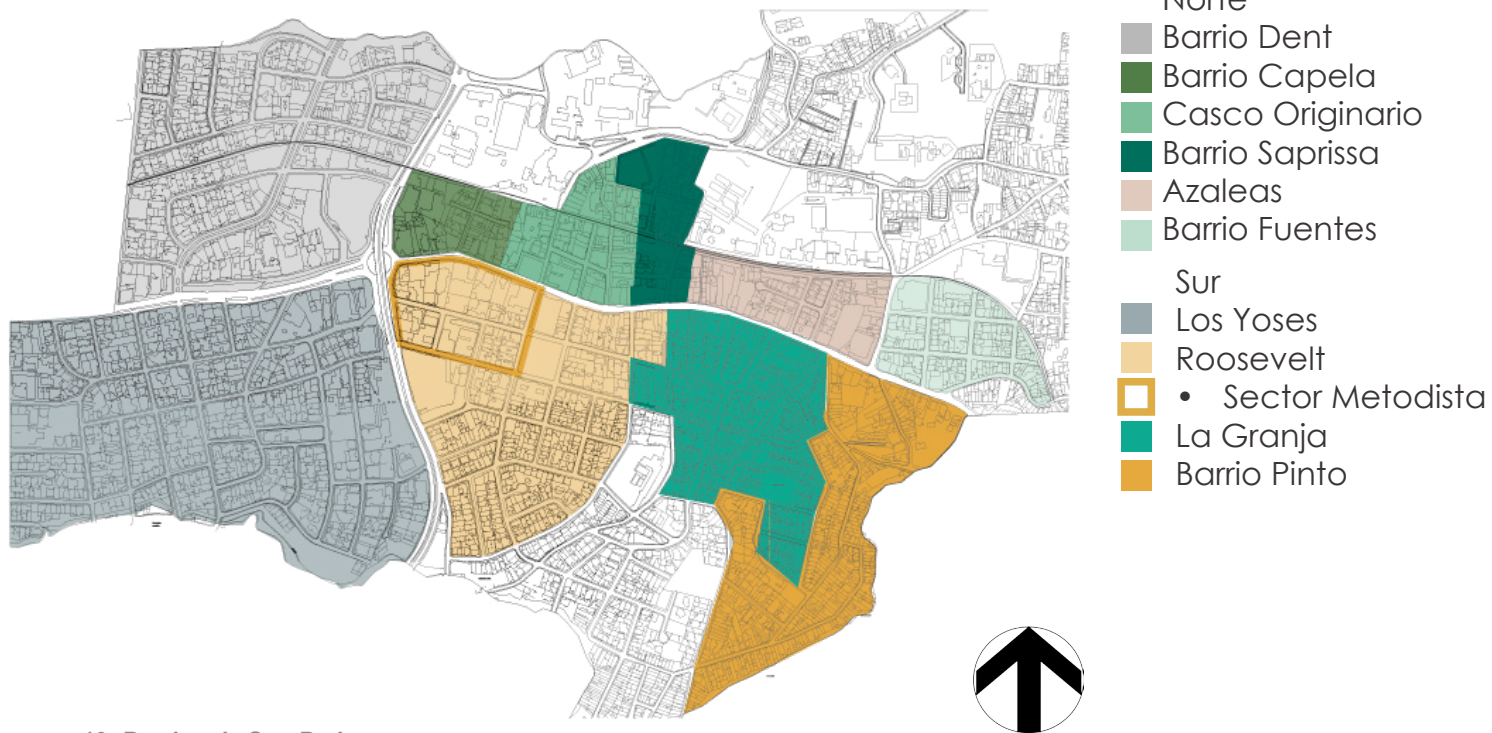 Norte
Barrio Dent
Barrio Capela
Casco Originario
Barrio Saprissa
Azaleas
Barrio Fuentes
Sur
Los Yoses
Roosevelt
• Sector Metodista
La Granja
Barrio Pinto